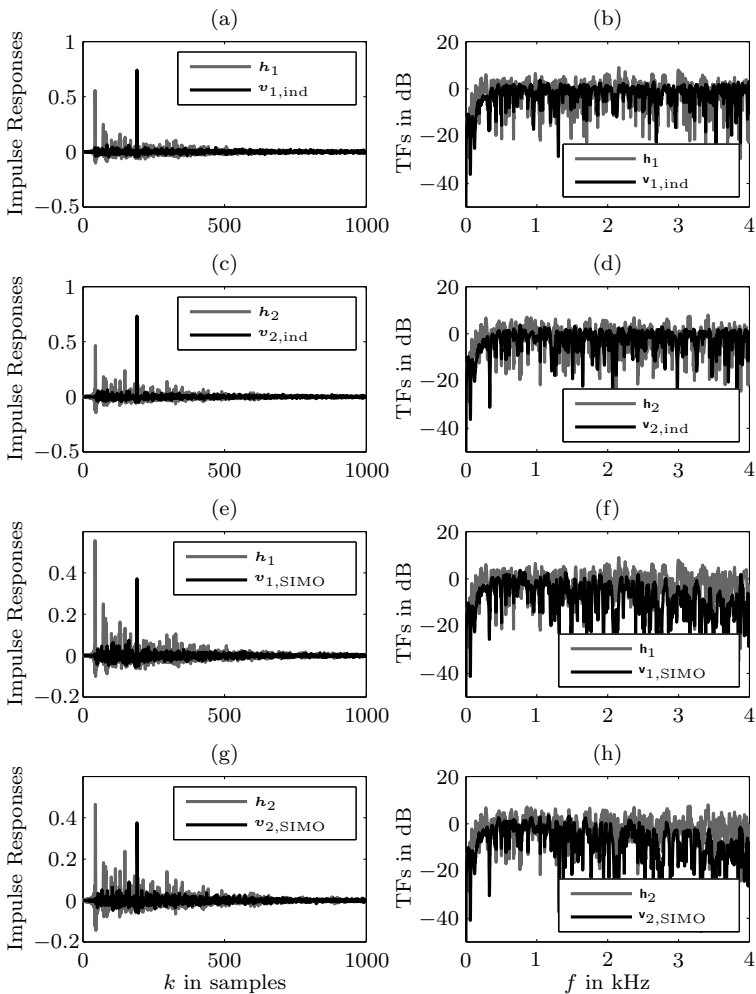 (a)
Impulse Responses
1
0.5
0
−0.5
0
500
1000
h1
v1,ind
(b)
TFs in dB
20
0
−20
−40
0
1
2
3
4
h1
v1,ind
(c)
Impulse Responses
1
0.5
0
−0.5
0
500
1000
h2
v2,ind
(d)
TFs in dB
20
0
−20
−40
0
1
2
3
4
h2
v2,ind
(e)
Impulse Responses
0.4
0.2
0
−0.2
0
500
1000
h1
v1,SIMO
(f)
TFs in dB
20
0
−20
−40
0
1
2
3
4
h1
v1,SIMO
(g)
Impulse Responses
0.4
0.2
0
−0.2
0
500
1000
k in samples
h2
v2,SIMO
(h)
TFs in dB
20
0
−20
−40
0
1
2
3
4
f in kHz
h2
v2,SIMO